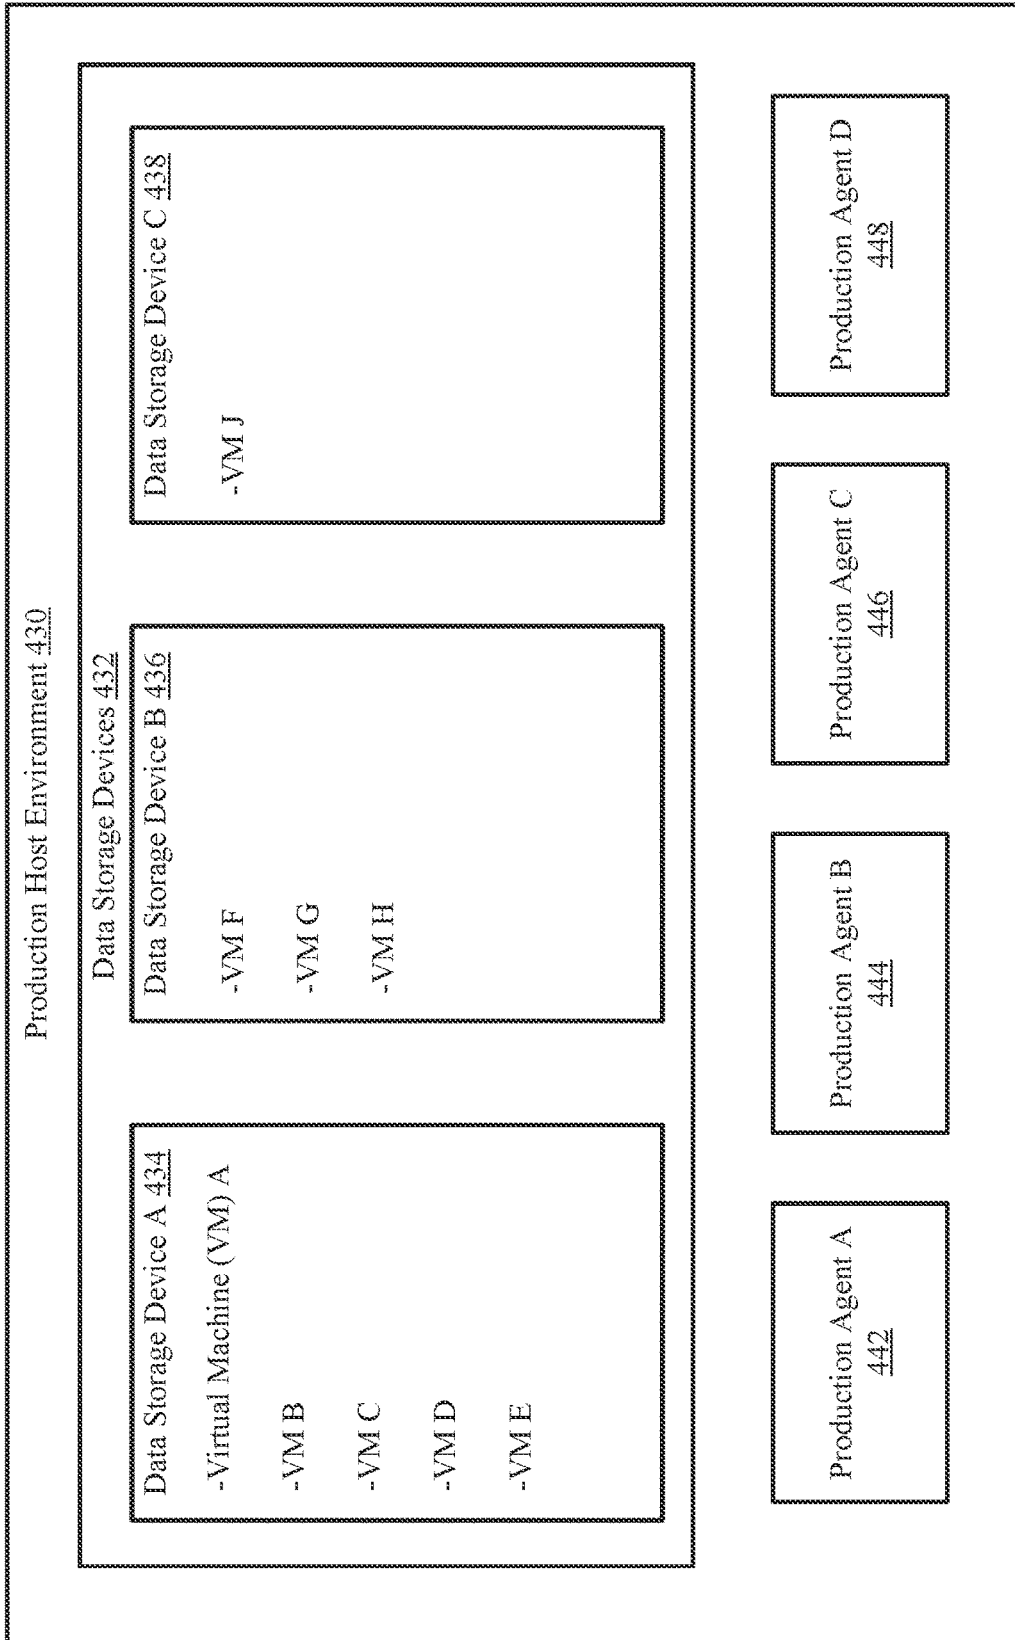 Production Host Environment 430
Data Storage Devices 432
Data Storage Device A 434
-Virtual Machine (VM) A
-VM B
-VM C
-VM D
-VM E
Data Storage Device B 436
-VM F
-VM G
-VM H
Data Storage Device C 438
-VM J
Production Agent A
442
Production Agent B
444
Production Agent C
446
Production Agent D
448